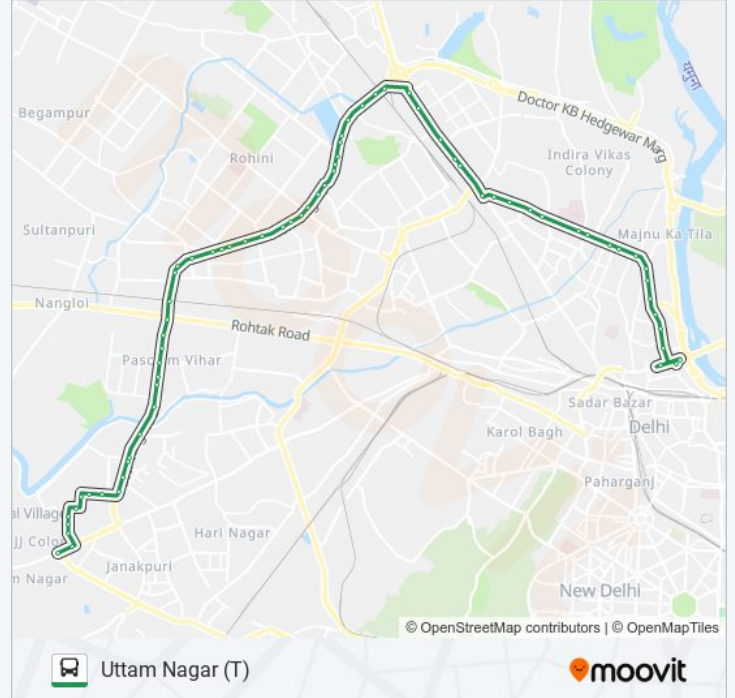 यमुना
Doctor KB Hedgewar Marg
Begampur
Indira Vikas
Colony
Rohini
Sultanpuri
Majnu Ka Tila
Nangloi
Rohtak Road
Paschim Vihar
Sadar Bazar
Delhi
Karol Bagh
Paharganj
al Village
Hari Nagar
JJ Colo
Janakpuri
m Nagar
New Delhi
© OpenStreetMap contributors | © OpenMapTiles
Uttam Nagar (T)
moovit